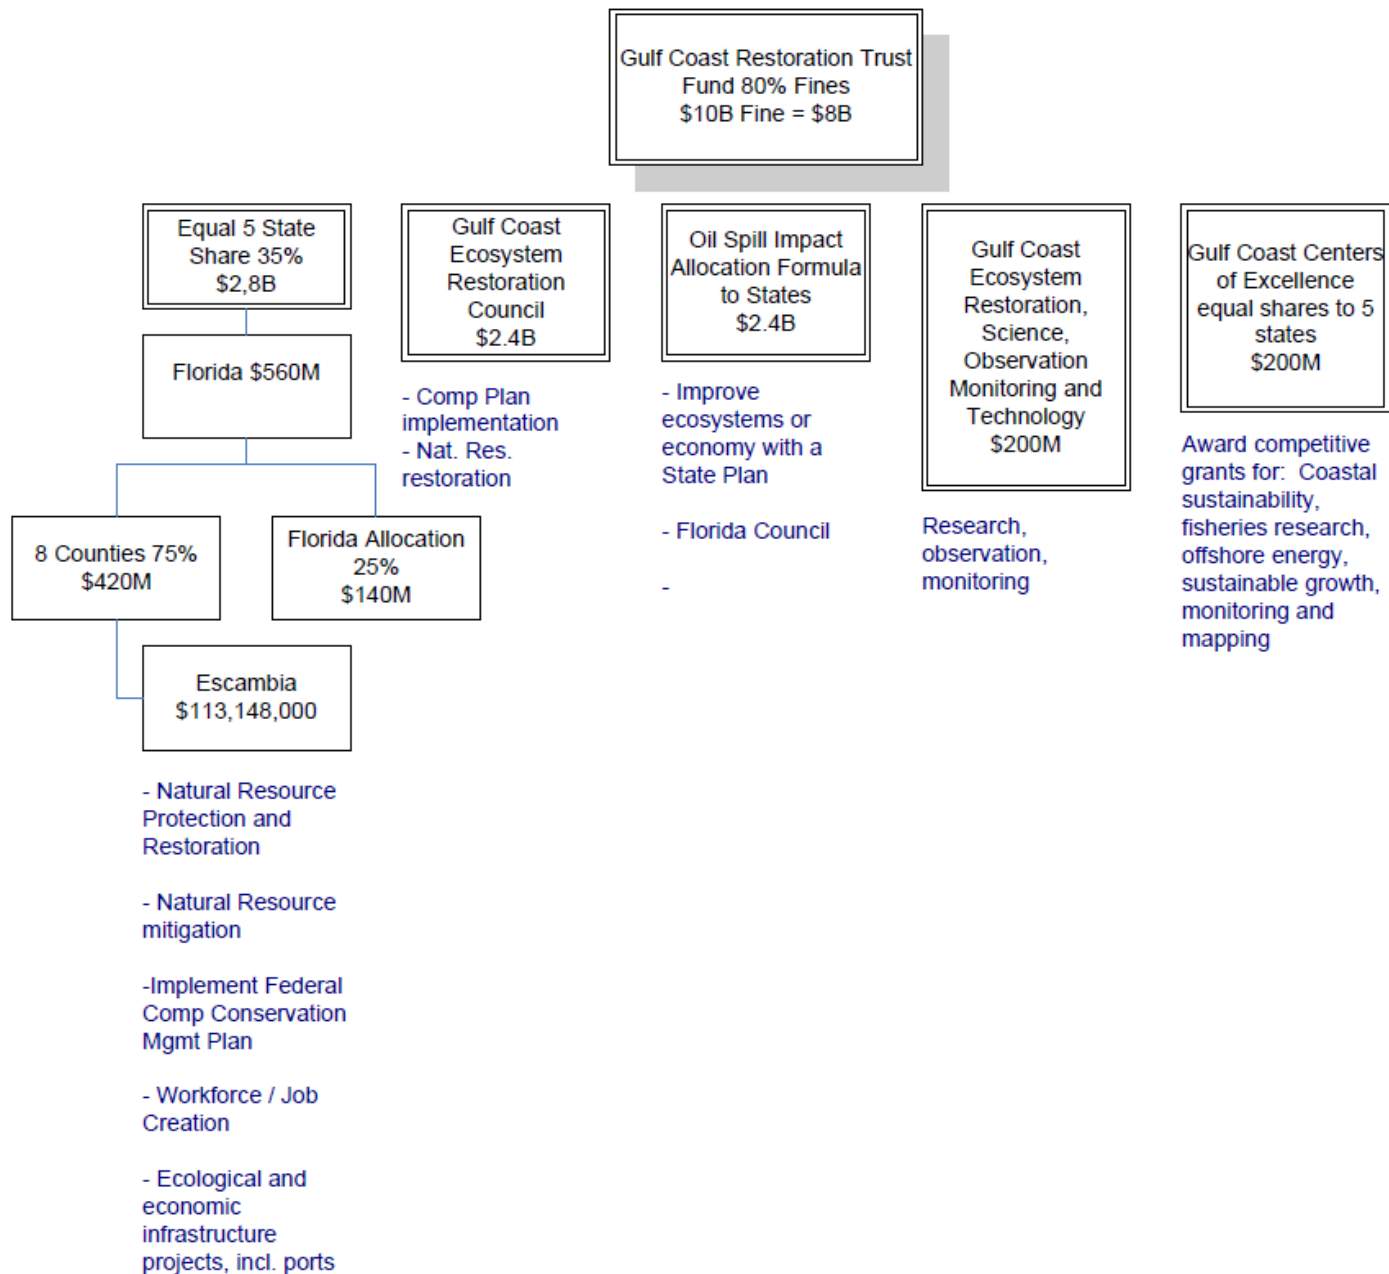 Gulf Coast Restoration Trust
Fund 80% Fines
$10B Fine = $8B
Equal 5 State
Share 35%
$2,8B
Florida $560M
8 Counties 75%
$420M
Florida Allocation
25%
$140M
Escambia
$113,148,000
- Natural Resource
Protection and
Restoration
- Natural Resource
mitigation
-Implement Federal
Comp Conservation
Mgmt Plan
- Workforce / Job
Creation
- Ecological and
economic
infrastructure
projects, incl. ports
Gulf Coast
Ecosystem
Restoration
Council
$2.4B
- Comp Plan
implementation
- Nat. Res.
restoration
Oil Spill Impact
Allocation Formula
to States
$2.4B
- Improve
ecosystems or
economy with a
State Plan
- Florida Council
-
Gulf Coast
Ecosystem
Restoration,
Science,
Observation
Monitoring and
Technology
$200M
Research,
observation,
monitoring
Gulf Coast Centers
of Excellence
equal shares to 5
states
$200M
Award competitive
grants for:  Coastal
sustainability,
fisheries research,
offshore energy,
sustainable growth,
monitoring and
mapping